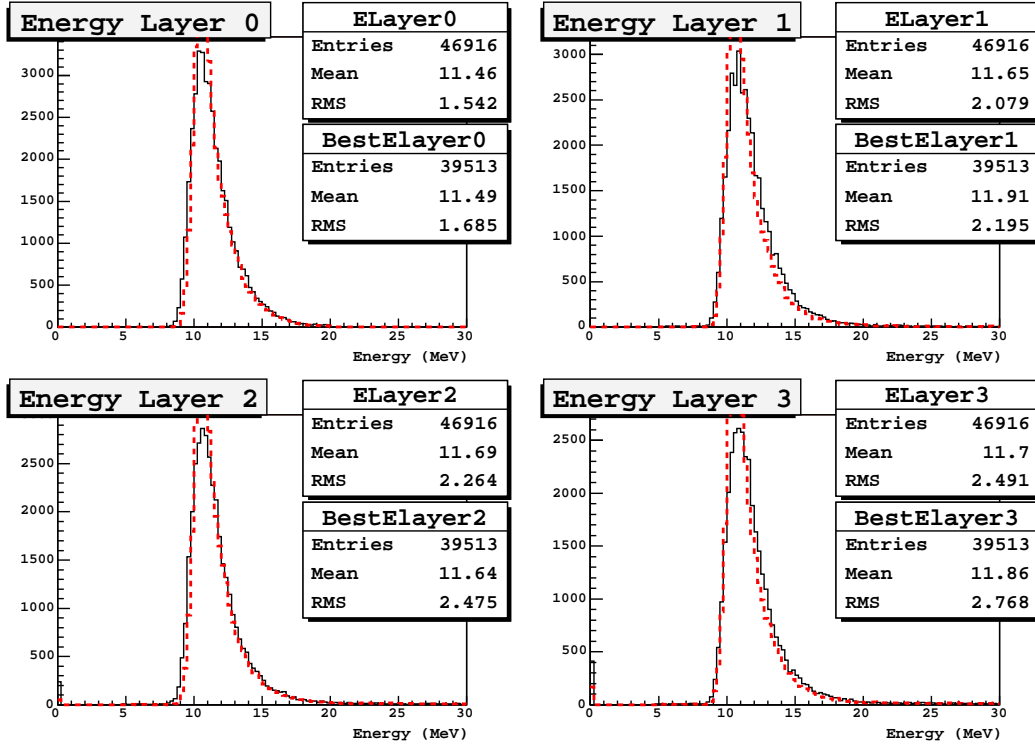 Energy Layer 0
ELayer0
Entries 46916
Mean 11.46
RMS 1.542
BestElayer0
Entries 39513
Mean 11.49
RMS 1.685
3000
2500
2000
1500
1000
500
0
0 5 10 15 20 25 30
Energy (MeV)
Energy Layer 1
ELayer1
Entries 46916
Mean 11.65
RMS 2.079
BestElayer1
Entries 39513
Mean 11.91
RMS 2.195
3000
2500
2000
1500
1000
500
0
0 5 10 15 20 25 30
Energy (MeV)
Energy Layer 2
ELayer2
Entries 46916
Mean 11.69
RMS 2.264
BestElayer2
Entries 39513
Mean 11.64
RMS 2.475
2500
2000
1500
1000
500
0
0 5 10 15 20 25 30
Energy (MeV)
Energy Layer 3
ELayer3
Entries 46916
Mean 11.7
RMS 2.491
BestElayer3
Entries 39513
Mean 11.86
RMS 2.768
2500
2000
1500
1000
500
0
0 5 10 15 20 25 30
Energy (MeV)